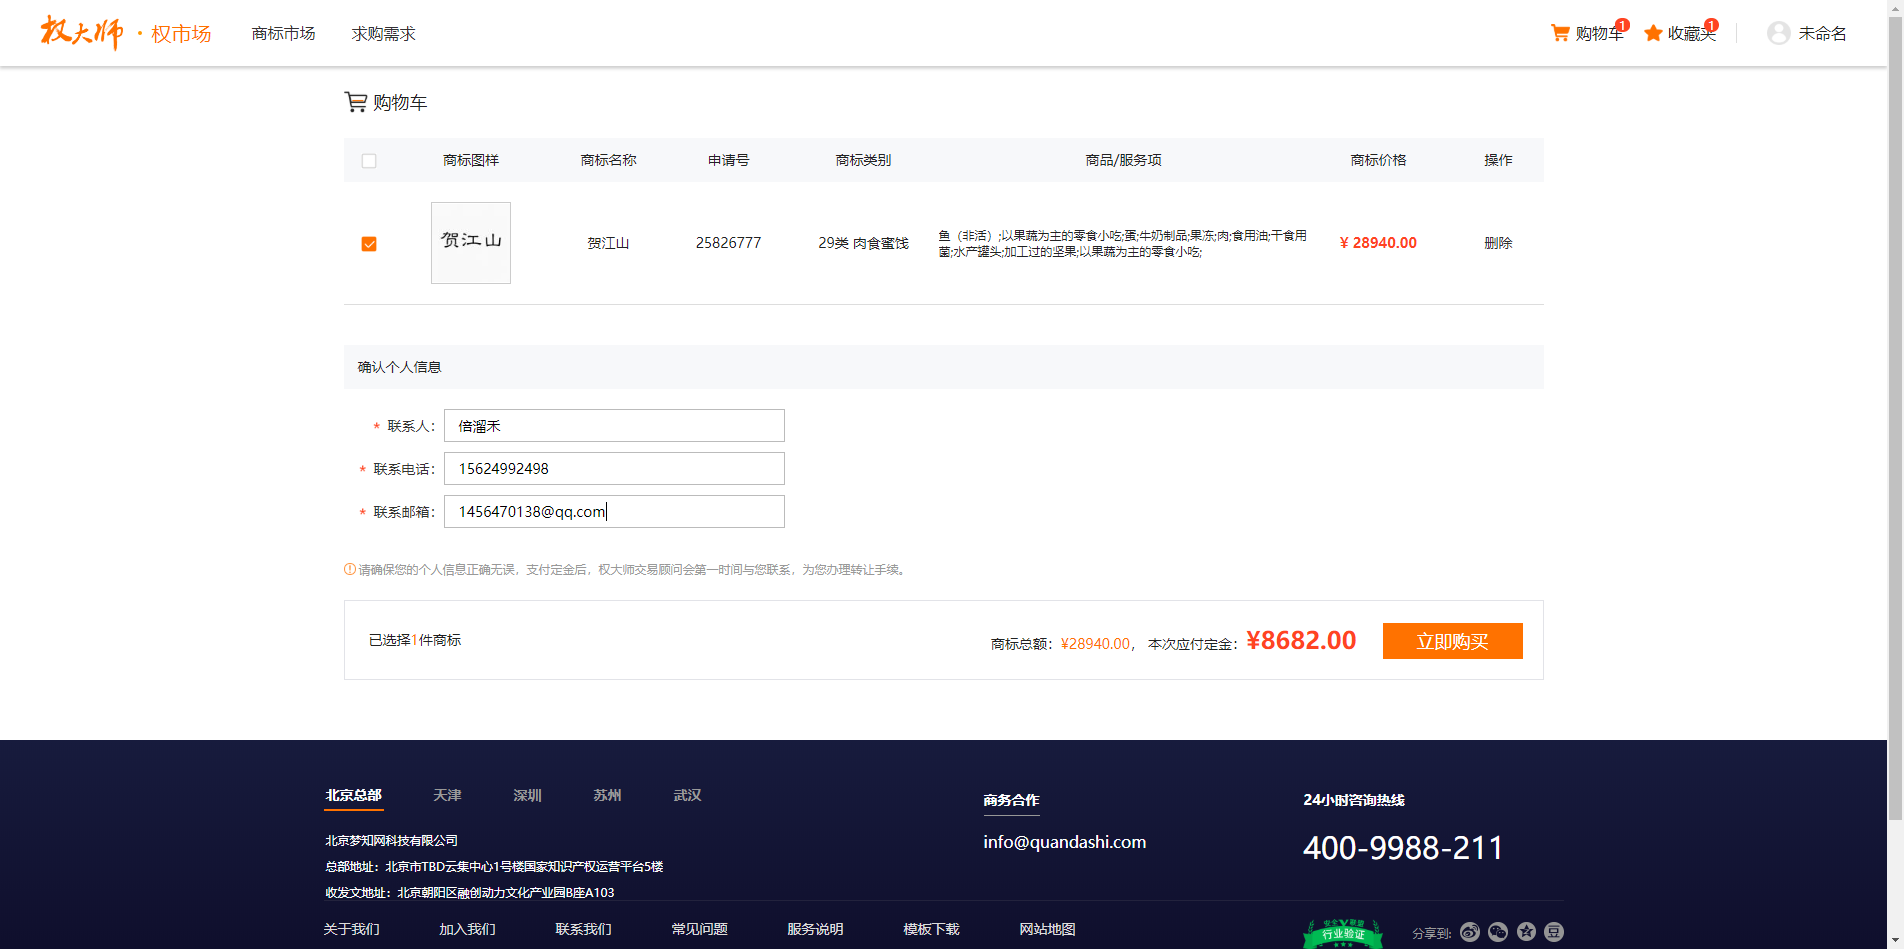 权大师 · 权市场 商标市场 求购需求 购物车 1 收藏夹 1 未命名
购物车
商标图样 商标名称 申请号 商标类别 商品/服务项 商标价格 操作
贺江山 贺江山 25826777 29类 肉食蜜饯 鱼（非活）;以果蔬为主的零食小吃;蛋;牛奶制品;果冻;肉;食用油;干食用 ¥ 28940.00 删除
菌;水产罐头;加工过的坚果;以果蔬为主的零食小吃;
确认个人信息
* 联系人: 倍溜禾
* 联系电话: 15624992498
* 联系邮箱: 1456470138@qq.com
请确保您的个人信息正确无误，支付定金后，权大师交易顾问会第一时间与您联系，为您办理转让手续。
已选择1件商标 商标总额: ¥28940.00， 本次应付定金: ¥8682.00 立即购买
北京总部 天津 深圳 苏州 武汉 商务合作 24小时咨询热线
北京梦知网科技有限公司 info@quandashi.com 400-9988-211
总部地址：北京市TBD云集中心1号楼国家知识产权运营平台5楼
收发文地址：北京朝阳区融创动力文化产业园B座A103
关于我们 加入我们 联系我们 常见问题 服务说明 模板下载 网站地图 行业验证 分享到: